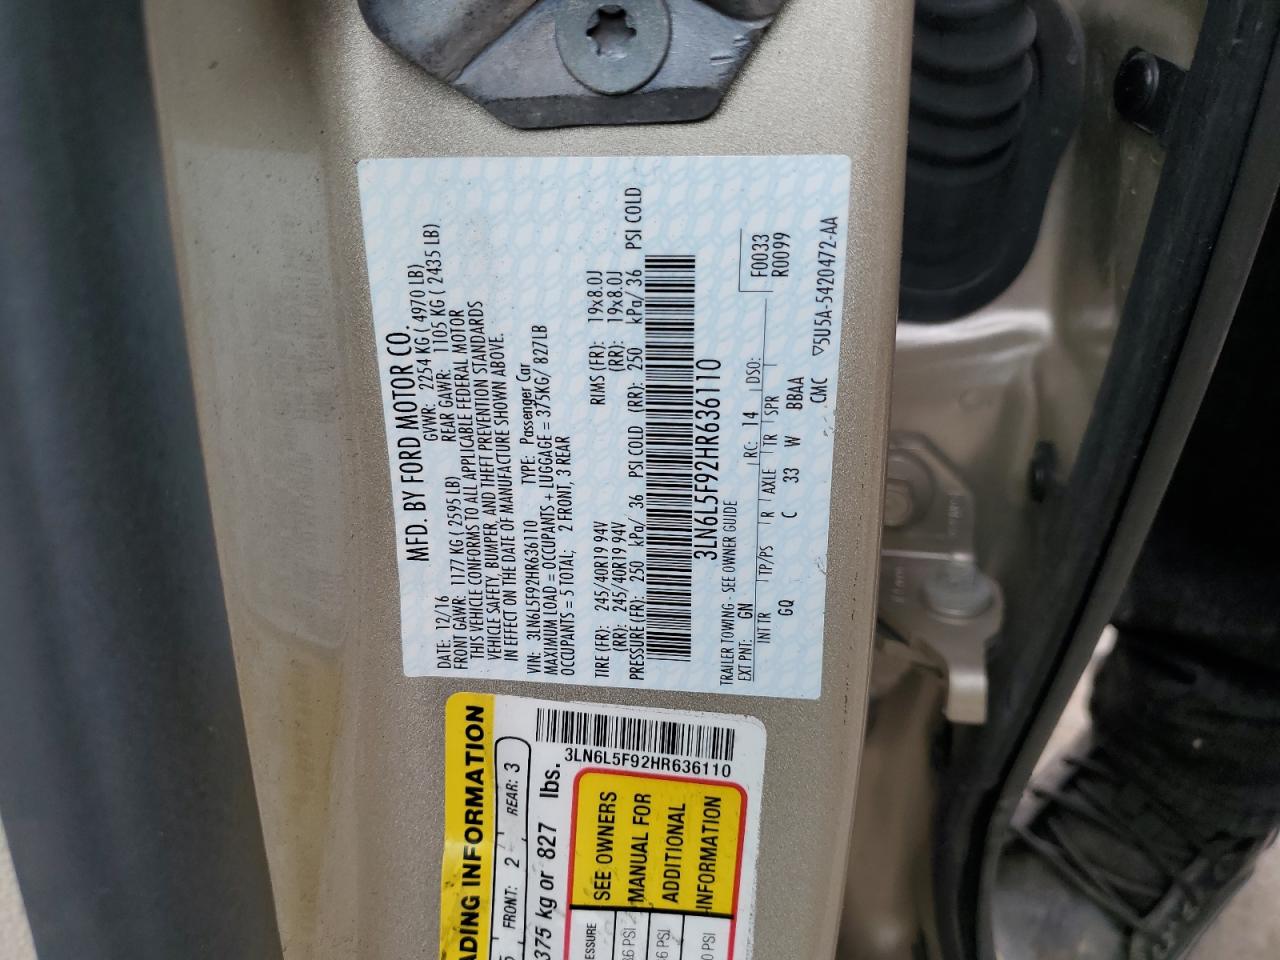 MFD. BY FORD MOTOR CO.
DATE: 12/16 GVWR: 2254 KG ( 4970 LB)
FRONT GAWR: 1177 KG ( 2595 LB) REAR GAWR: 1105 KG ( 2435 LB)
THIS VEHICLE CONFORMS TO ALL APPLICABLE FEDERAL MOTOR
VEHICLE SAFETY, BUMPER, AND THEFT PREVENTION STANDARDS
IN EFFECT ON THE DATE OF MANUFACTURE SHOWN ABOVE.
VIN: 3LN6L5F92HR636110 TYPE: Passenger Car
MAXIMUM LOAD = OCCUPANTS + LUGGAGE = 375KG/ 827LB
OCCUPANTS = 5 TOTAL; 2 FRONT, 3 REAR
TIRE (FR): 245/40R19 94V RIMS (FR): 19x8.0J
(RR): 245/40R19 94V (RR): 19x8.0J
PRESSURE (FR): 250 kPa/ 36 PSI COLD (RR): 250 kPa/ 36 PSI COLD
3LN6L5F92HR636110
TRAILER TOWING - SEE OWNER GUIDE
EXT PNT: GN RC: 14 DSO: F0033
R0099
INT TR TP/PS R AXLE TR SPR
GQ C 33 W BBAA
CMC ▽5U5A-5420472-AA
ADING INFORMATION
FRONT: 2 REAR: 3
375 kg or 827 lbs.
3LN6L5F92HR636110
SEE OWNERS
MANUAL FOR
ADDITIONAL
INFORMATION
ESSURE
PSI
PSI
PSI